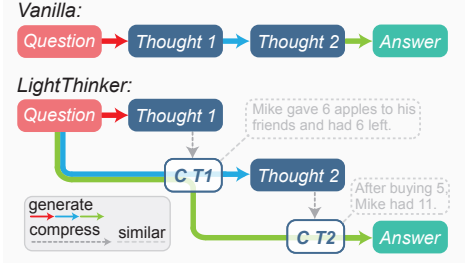 Vanilla:
Question
Thought 1
Thought 2
Answer
LightThinker:
Question
Thought 1
Mike gave 6 apples to his
friends and had 6 left.
C T1
Thought 2
After buying 5,
Mike had 11.
generate
compress
similar
C T2
Answer